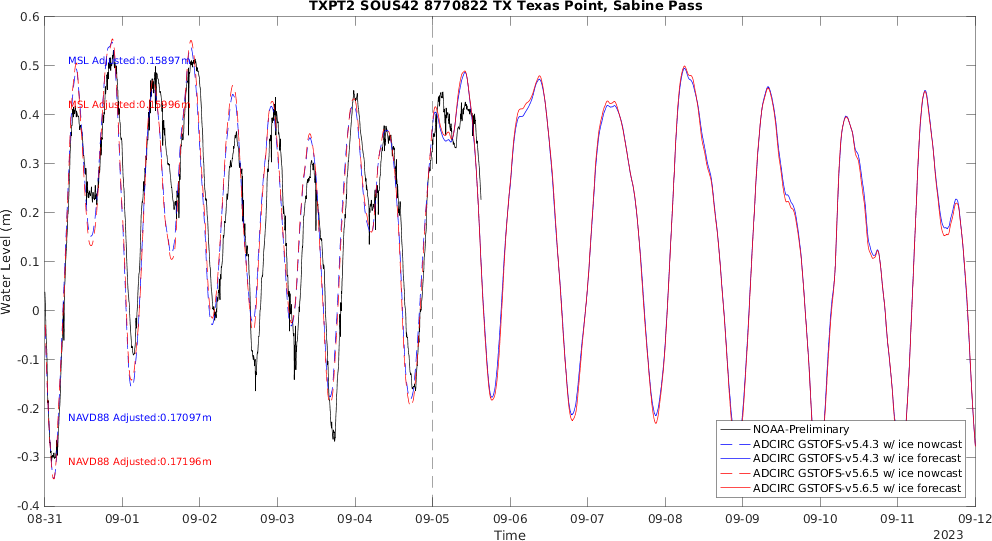 TXPT2 SOUS42 8770822 TX Texas Point, Sabine Pass
0.6
0.5
0.4
0.3
0.2
0.1
0
-0.1
-0.2
-0.3
-0.4
Water Level (m)
MSL Adjusted:0.15897m
MSL Adjusted:0.15996m
NAVD88 Adjusted:0.17097m
NAVD88 Adjusted:0.17196m
NOAA-Preliminary
ADCIRC GSTOFS-v5.4.3 w/ ice nowcast
ADCIRC GSTOFS-v5.4.3 w/ ice forecast
ADCIRC GSTOFS-v5.6.5 w/ ice nowcast
ADCIRC GSTOFS-v5.6.5 w/ ice forecast
08-31 09-01 09-02 09-03 09-04 09-05 09-06 09-07 09-08 09-09 09-10 09-11 09-12
Time
2023